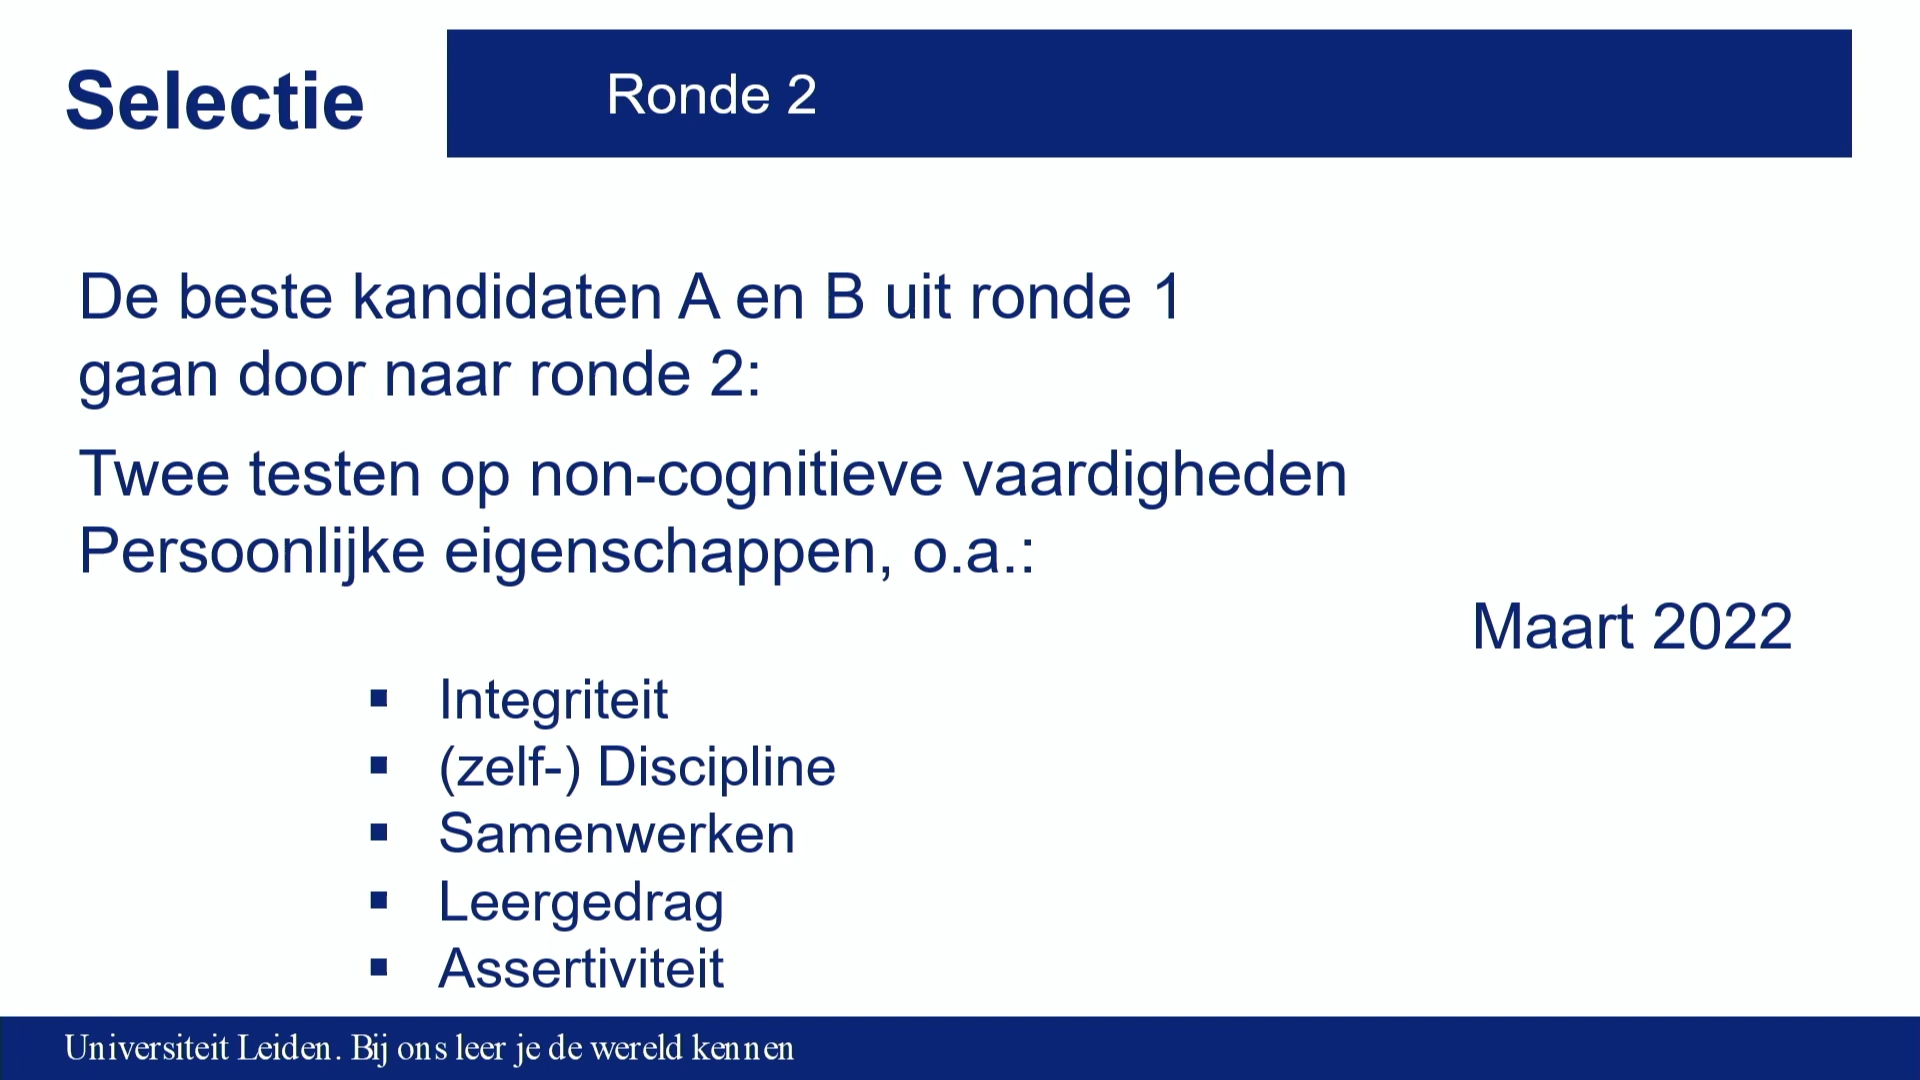 Selectie
Ronde 2
De beste kandidaten A en B uit ronde 1
gaan door naar ronde 2:
Twee testen op non-cognitieve vaardigheden
Persoonlijke eigenschappen, o.a.:
Maart 2022
▪ Integriteit
▪ (zelf-) Discipline
▪ Samenwerken
▪ Leergedrag
▪ Assertiviteit
Universiteit Leiden. Bij ons leer je de wereld kennen